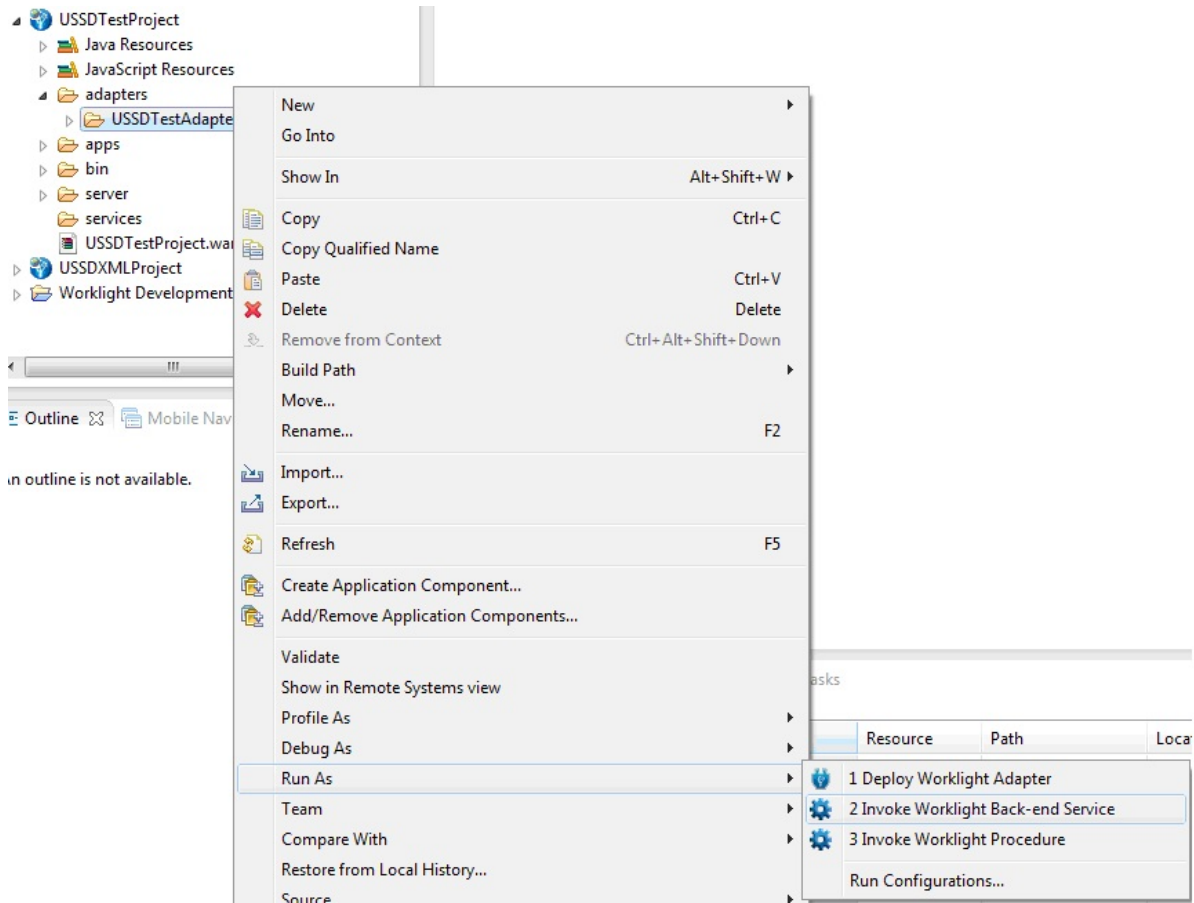 USSDTestProject
Java Resources
JavaScript Resources
adapters
USSDTestAdapte
apps
bin
server
services
USSDTestProject.war
USSDXMLProject
Worklight Development
Outline
Mobile Nav
An outline is not available.
New
Go Into
Show In Alt+Shift+W
Copy Ctrl+C
Copy Qualified Name
Paste Ctrl+V
Delete Delete
Remove from Context Ctrl+Alt+Shift+Down
Build Path
Move...
Rename... F2
Import...
Export...
Refresh F5
Create Application Component...
Add/Remove Application Components...
Validate
Show in Remote Systems view
Profile As
Debug As
Run As
Team
Compare With
Restore from Local History...
Source
asks
Resource Path Loca
1 Deploy Worklight Adapter
2 Invoke Worklight Back-end Service
3 Invoke Worklight Procedure
Run Configurations...